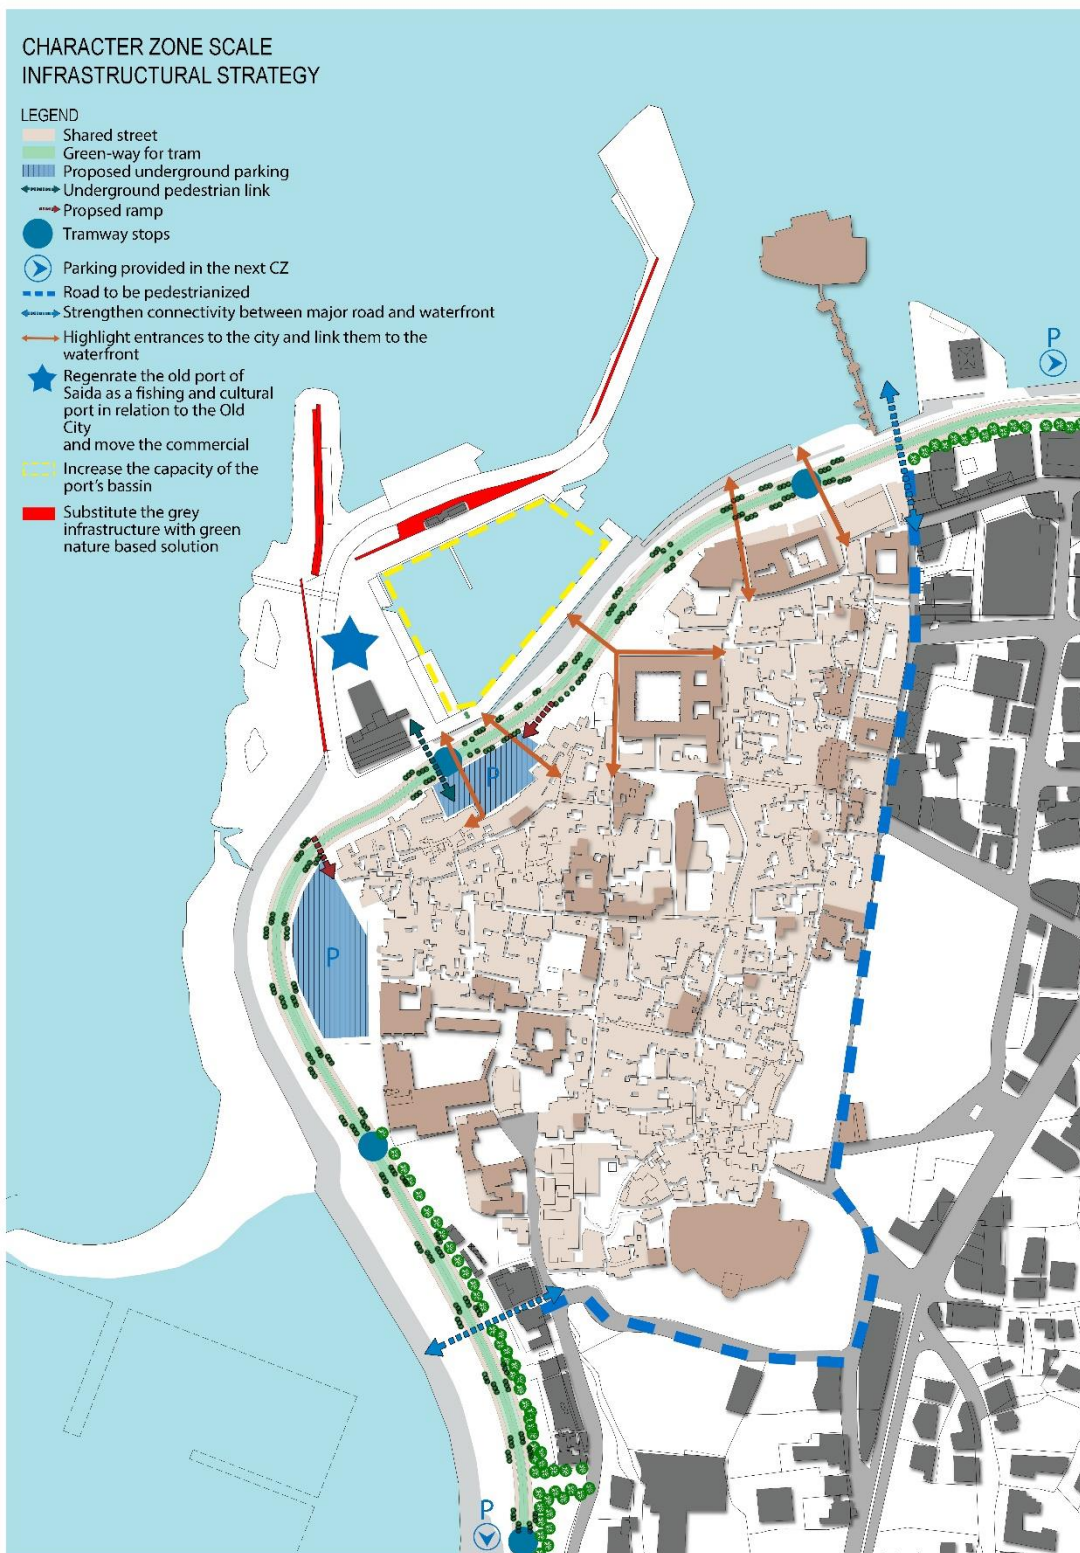 CHARACTER ZONE SCALE
INFRASTRUCTURAL STRATEGY
LEGEND
Shared street
Green-way for tram
Proposed underground parking
Underground pedestrian link
Propsed ramp
Tramway stops
Parking provided in the next CZ
Road to be pedestrianized
Strengthen connectivity between major road and waterfront
Highlight entrances to the city and link them to the
waterfront
Regenrate the old port of
Saida as a fishing and cultural
port in relation to the Old
City
and move the commercial
Increase the capacity of the
port's bassin
Substitute the grey
infrastructure with green
nature based solution
P
P
P
P